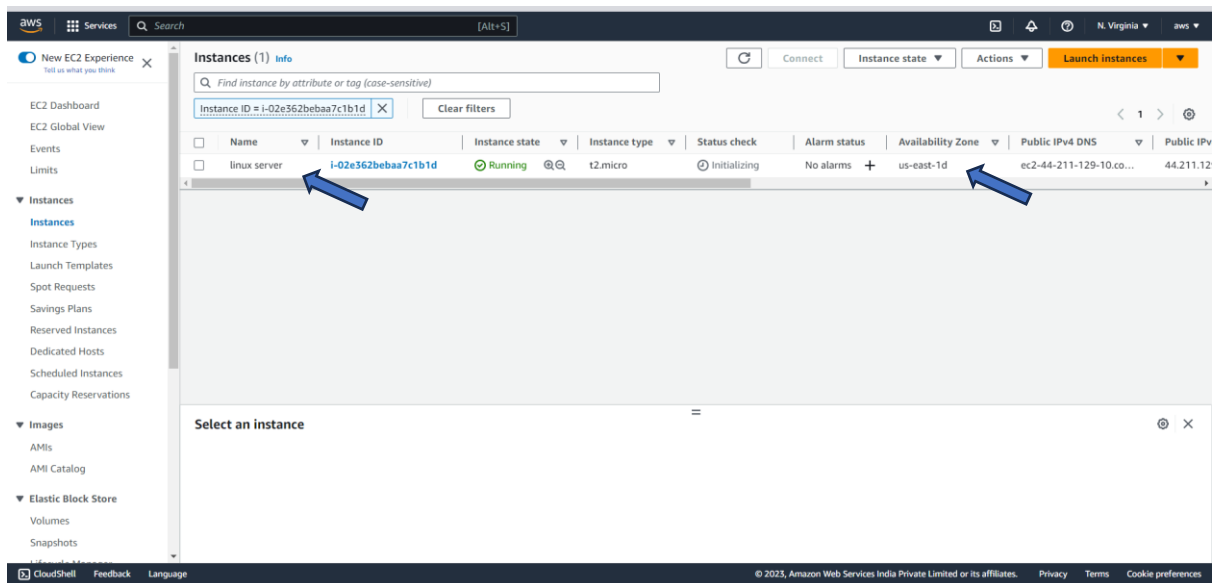 aws Services Search [Alt+S] N. Virginia aws
New EC2 Experience
Tell us what you think
EC2 Dashboard
EC2 Global View
Events
Limits
Instances
Instances
Instance Types
Launch Templates
Spot Requests
Savings Plans
Reserved Instances
Dedicated Hosts
Scheduled Instances
Capacity Reservations
Images
AMIs
AMI Catalog
Elastic Block Store
Volumes
Snapshots
Instances (1) Info Connect Instance state Actions Launch instances
Find instance by attribute or tag (case-sensitive)
Instance ID = i-02e362bebaa7c1b1d Clear filters 1
Name Instance ID Instance state Instance type Status check Alarm status Availability Zone Public IPv4 DNS Public IPv
linux server i-02e362bebaa7c1b1d Running t2.micro Initializing No alarms + us-east-1d ec2-44-211-129-10.co... 44.211.12
Select an instance
CloudShell Feedback Language © 2023, Amazon Web Services India Private Limited or its affiliates. Privacy Terms Cookie preferences